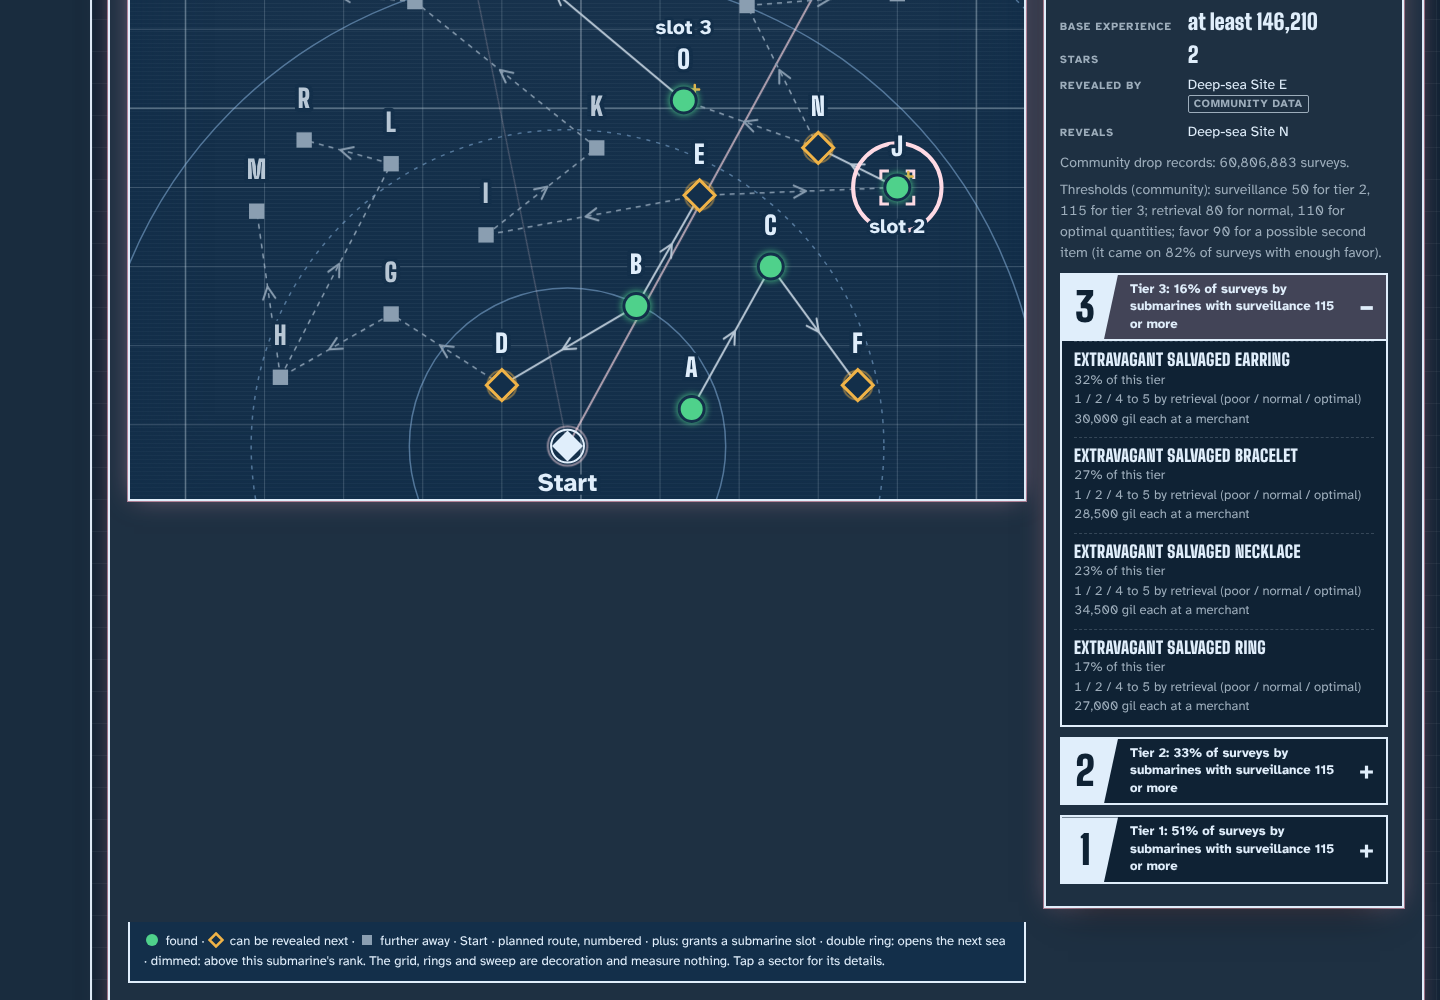 slot 3
O
R
L
K
N
M
E
J
I
C
slot 2
B
G
H
D
A
F
Start
found · can be revealed next · further away · Start · planned route, numbered · plus: grants a submarine slot · double ring: opens the next sea
· dimmed: above this submarine's rank. The grid, rings and sweep are decoration and measure nothing. Tap a sector for its details.
BASE EXPERIENCE at least 146,210
STARS 2
REVEALED BY Deep-sea Site E
COMMUNITY DATA
REVEALS Deep-sea Site N
Community drop records: 60,806,883 surveys.
Thresholds (community): surveillance 50 for tier 2,
115 for tier 3; retrieval 80 for normal, 110 for
optimal quantities; favor 90 for a possible second
item (it came on 82% of surveys with enough favor).
3
Tier 3: 16% of surveys by
submarines with surveillance 115
or more
EXTRAVAGANT SALVAGED EARRING
32% of this tier
1 / 2 / 4 to 5 by retrieval (poor / normal / optimal)
30,000 gil each at a merchant
EXTRAVAGANT SALVAGED BRACELET
27% of this tier
1 / 2 / 4 to 5 by retrieval (poor / normal / optimal)
28,500 gil each at a merchant
EXTRAVAGANT SALVAGED NECKLACE
23% of this tier
1 / 2 / 4 to 5 by retrieval (poor / normal / optimal)
34,500 gil each at a merchant
EXTRAVAGANT SALVAGED RING
17% of this tier
1 / 2 / 4 to 5 by retrieval (poor / normal / optimal)
27,000 gil each at a merchant
2
Tier 2: 33% of surveys by
submarines with surveillance 115
or more
1
Tier 1: 51% of surveys by
submarines with surveillance 115
or more